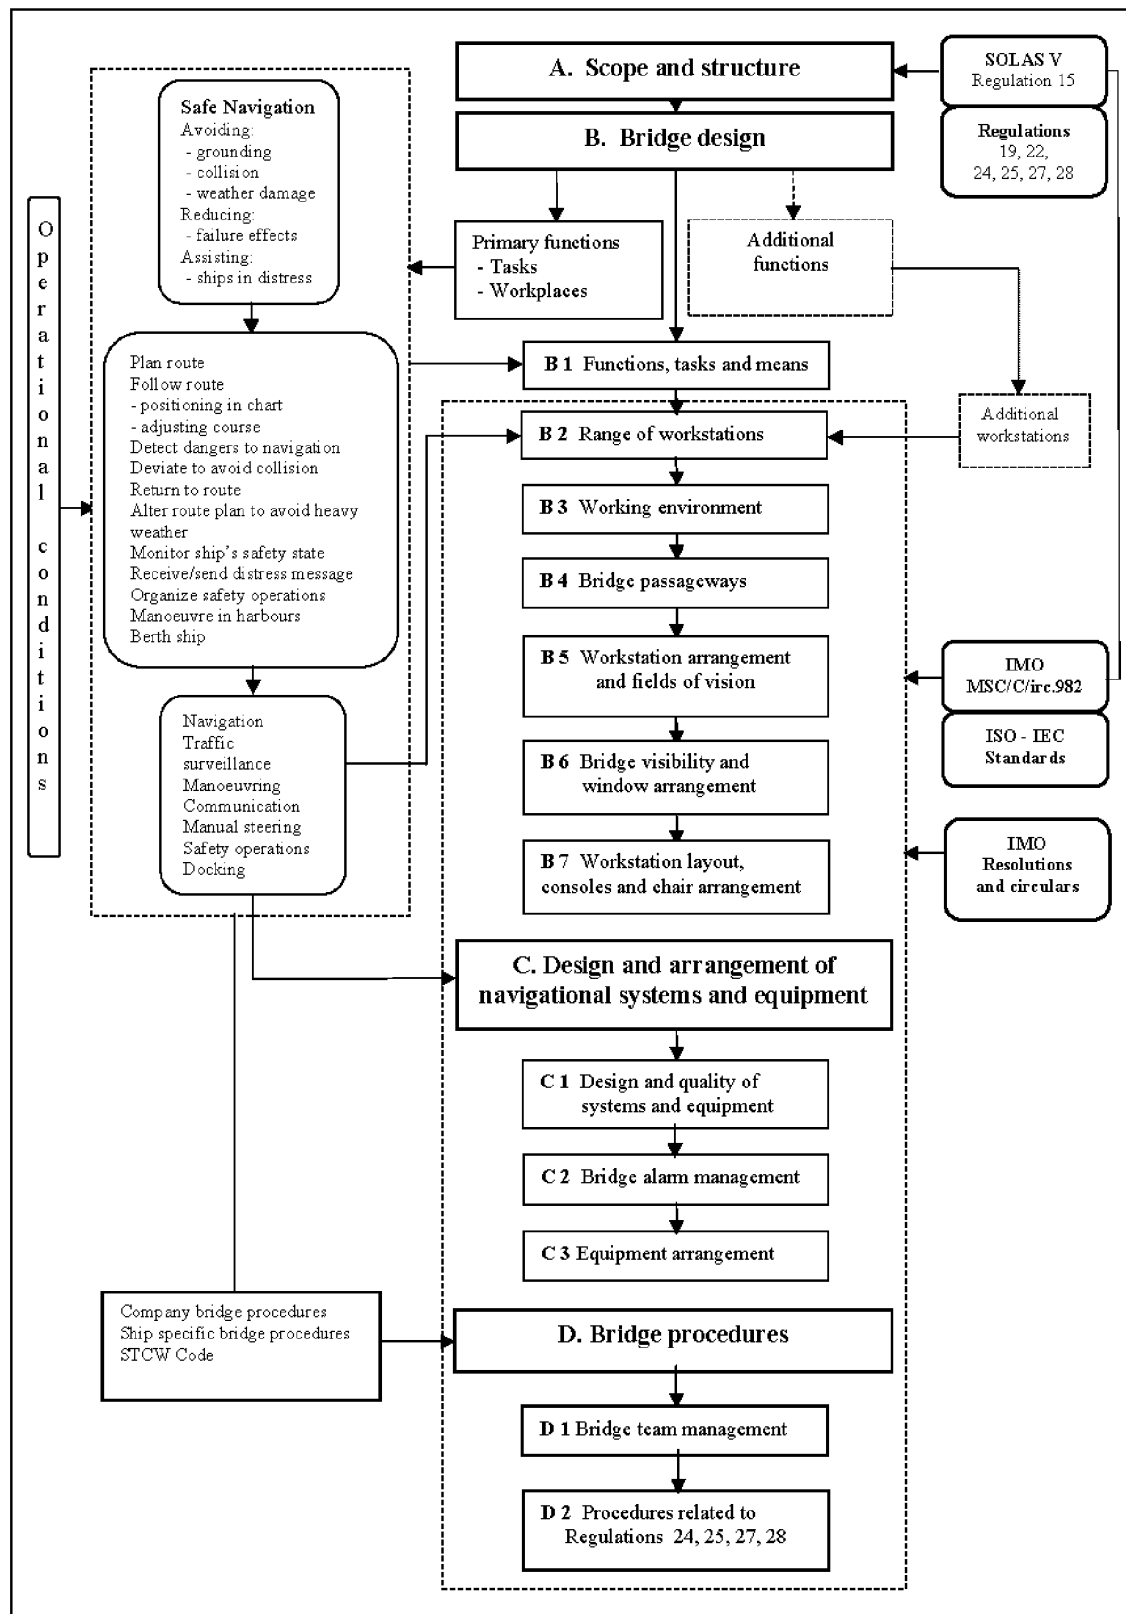 A. Scope and structure
SOLAS V
Regulation 15
B. Bridge design
Regulations
19, 22,
24, 25, 27, 28
Operational conditions
Safe Navigation
Avoiding:
- grounding
- collision
- weather damage
Reducing:
- failure effects
Assisting:
- ships in distress
Primary functions
- Tasks
- Workplaces
Additional
functions
Plan route
Follow route
- positioning in chart
- adjusting course
Detect dangers to navigation
Deviate to avoid collision
Return to route
Alter route plan to avoid heavy
weather
Monitor ship's safety state
Receive/send distress message
Organize safety operations
Manoeuvre in harbours
Berth ship
B 1 Functions, tasks and means
B 2 Range of workstations
Additional
workstations
B 3 Working environment
B 4 Bridge passageways
B 5 Workstation arrangement
and fields of vision
IMO
MSC/C/irc.982
ISO - IEC
Standards
Navigation
Traffic
surveillance
Manoeuvring
Communication
Manual steering
Safety operations
Docking
B 6 Bridge visibility and
window arrangement
B 7 Workstation layout,
consoles and chair arrangement
IMO
Resolutions
and circulars
C. Design and arrangement of
navigational systems and equipment
C 1 Design and quality of
systems and equipment
C 2 Bridge alarm management
C 3 Equipment arrangement
Company bridge procedures
Ship specific bridge procedures
STCW Code
D. Bridge procedures
D 1 Bridge team management
D 2 Procedures related to
Regulations 24, 25, 27, 28